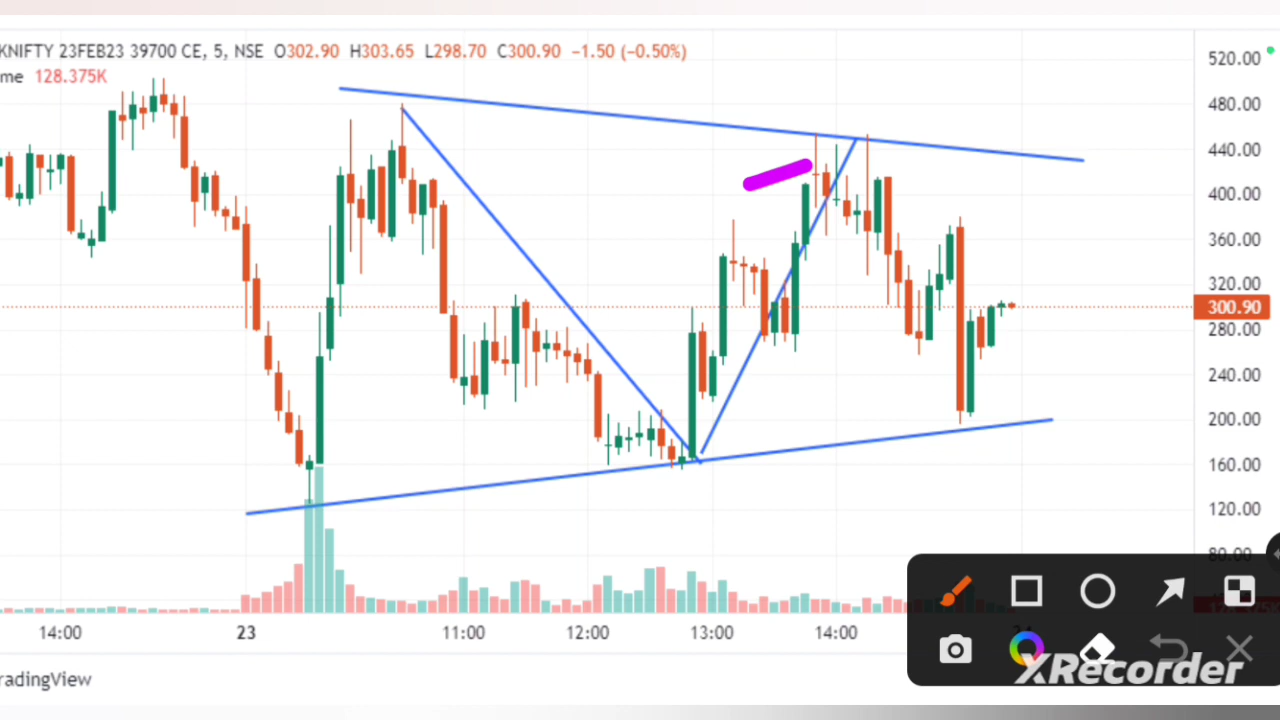 KNIFTY 23FEB23 39700 CE, 5, NSE O302.90 H303.65 L298.70 C300.90 −1.50 (−0.50%)
me 128.375K
520.00
480.00
440.00
400.00
360.00
320.00
300.90
280.00
240.00
200.00
160.00
120.00
80.00
14:00 23 11:00 12:00 13:00 14:00
radingView
XRecorder